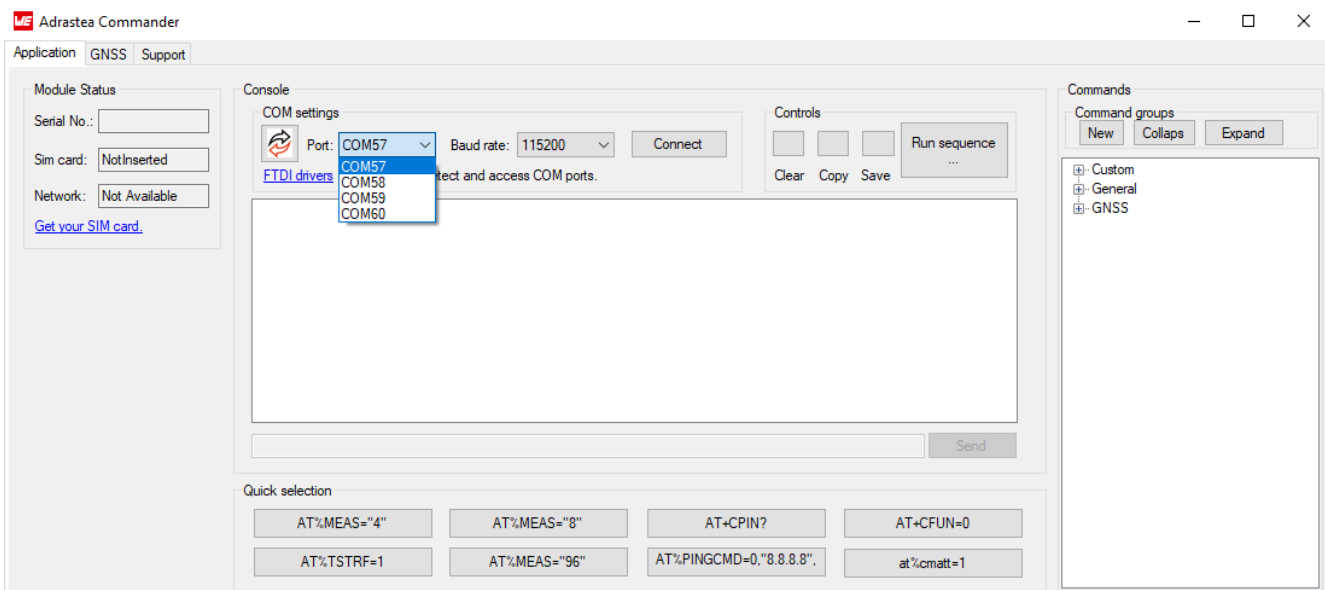 WE Adrastea Commander
Application GNSS Support
Module Status
Serial No.:
Sim card: NotInserted
Network: Not Available
Get your SIM card.
Console
COM settings
Port: COM57 Baud rate: 115200 Connect
COM57
COM58
COM59
COM60
FTDI drivers and access COM ports.
Controls
Clear Copy Save
Run sequence
...
Send
Quick selection
AT%MEAS="4" AT%MEAS="8" AT+CPIN? AT+CFUN=0
AT%TSTRF=1 AT%MEAS="96" AT%PINGCMD=0,"8.8.8.8", at%cmatt=1
Commands
Command groups
New Collaps Expand
Custom
General
GNSS